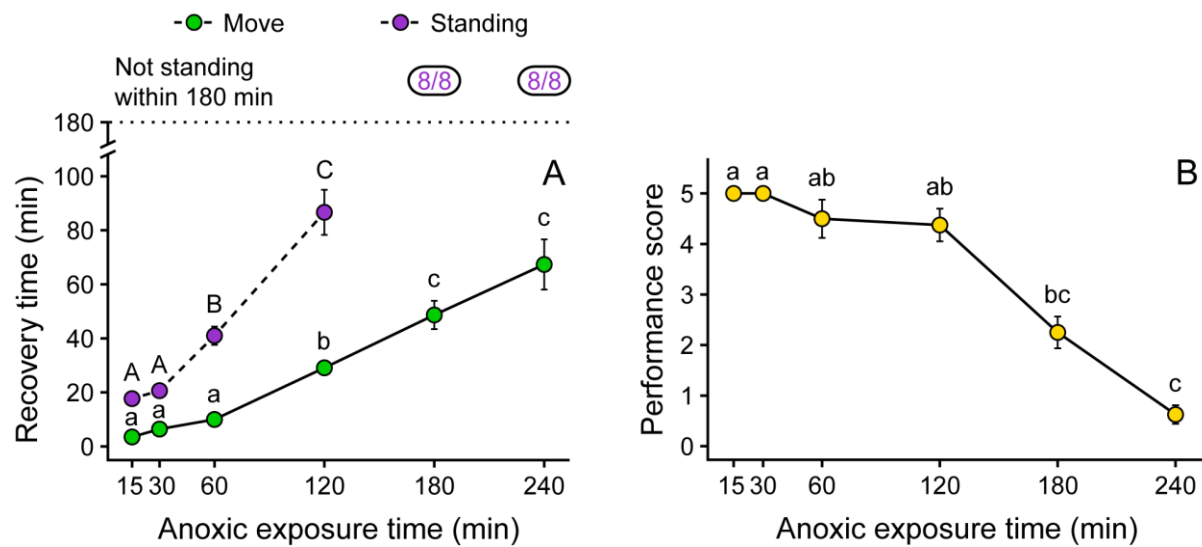 Move Standing
Not standing
within 180 min
8/8 8/8
180
100
80
60
40
20
0
Recovery time (min)
A
A A B C
a a a b c c
15 30 60 120 180 240
Anoxic exposure time (min)
B
5
4
3
2
1
0
Performance score
a a ab ab bc c
15 30 60 120 180 240
Anoxic exposure time (min)